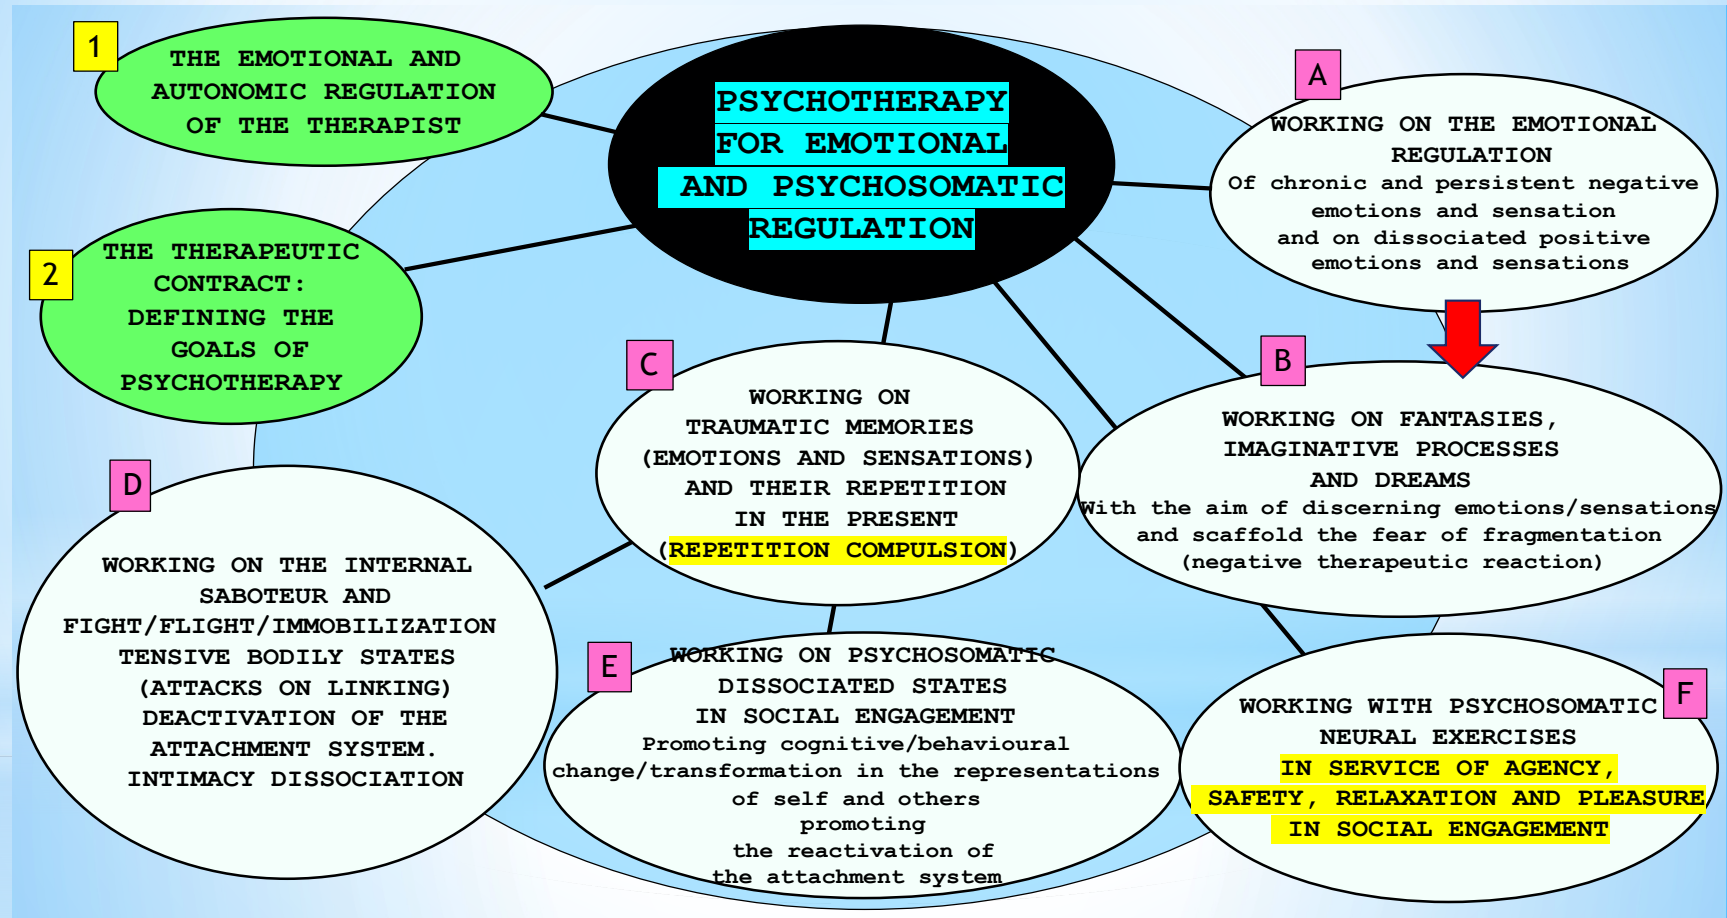 1
THE EMOTIONAL AND
AUTONOMIC REGULATION
OF THE THERAPIST
2
THE THERAPEUTIC
CONTRACT:
DEFINING THE
GOALS OF
PSYCHOTHERAPY
PSYCHOTHERAPY
FOR EMOTIONAL
AND PSYCHOSOMATIC
REGULATION
A
WORKING ON THE EMOTIONAL
REGULATION
Of chronic and persistent negative
emotions and sensation
and on dissociated positive
emotions and sensations
B
WORKING ON FANTASIES,
IMAGINATIVE PROCESSES
AND DREAMS
With the aim of discerning emotions/sensations
and scaffold the fear of fragmentation
(negative therapeutic reaction)
C
WORKING ON
TRAUMATIC MEMORIES
(EMOTIONS AND SENSATIONS)
AND THEIR REPETITION
IN THE PRESENT
(REPETITION COMPULSION)
D
WORKING ON THE INTERNAL
SABOTEUR AND
FIGHT/FLIGHT/IMMOBILIZATION
TENSIVE BODILY STATES
(ATTACKS ON LINKING)
DEACTIVATION OF THE
ATTACHMENT SYSTEM.
INTIMACY DISSOCIATION
E
WORKING ON PSYCHOSOMATIC
DISSOCIATED STATES
IN SOCIAL ENGAGEMENT
Promoting cognitive/behavioural
change/transformation in the representations
of self and others
promoting
the reactivation of
the attachment system
F
WORKING WITH PSYCHOSOMATIC
NEURAL EXERCISES
IN SERVICE OF AGENCY,
SAFETY, RELAXATION AND PLEASURE
IN SOCIAL ENGAGEMENT